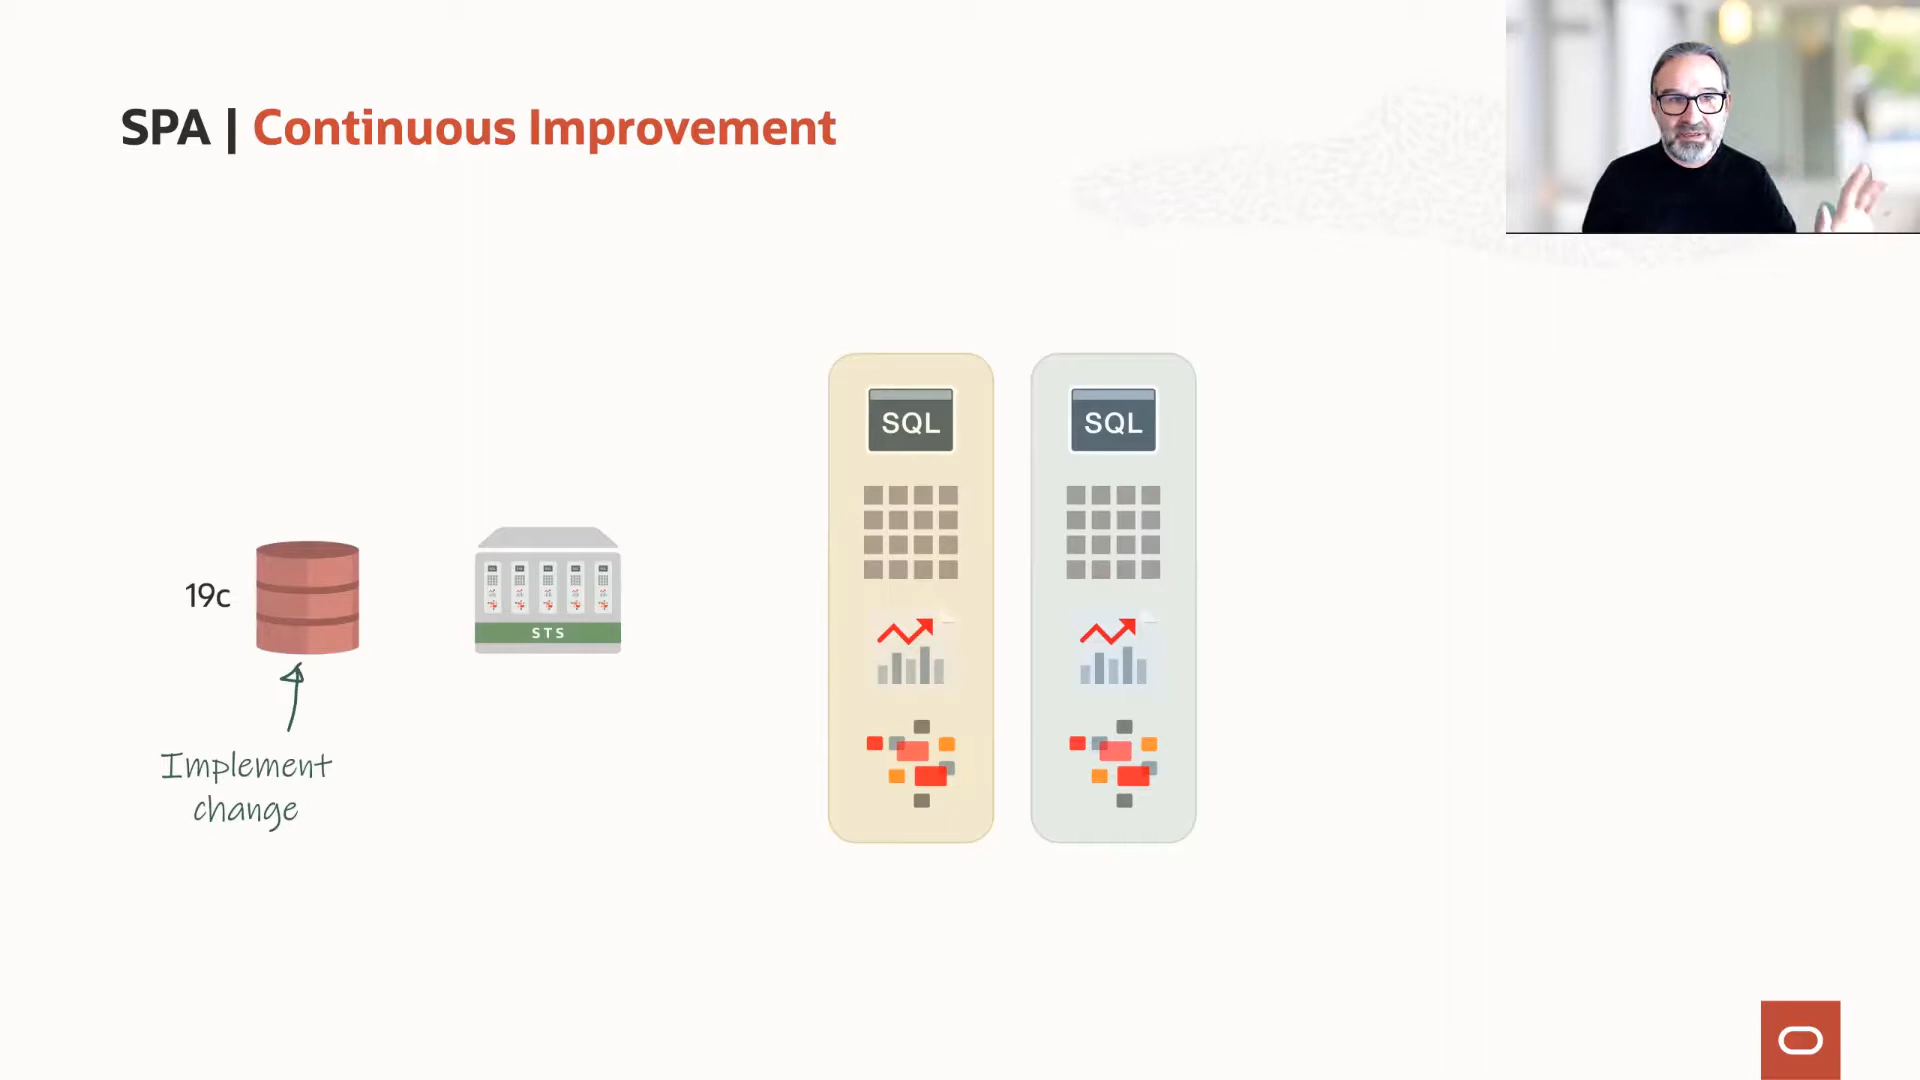 SPA | Continuous Improvement
SQL
SQL
19c
STS
Implement
change